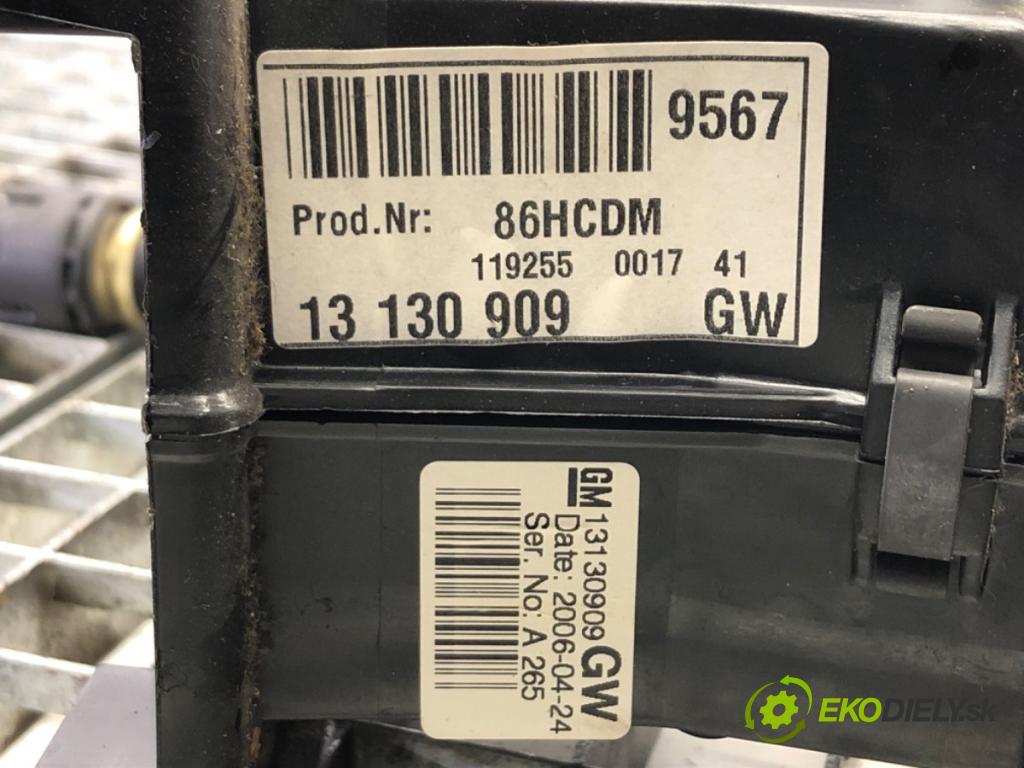 9567
Prod.Nr: 86HCDM
119255 0017 41
13 130 909 GW
GM 13130909 GW
Date: 2006-04-24
Ser. No: A 265
EKODIELY.sk